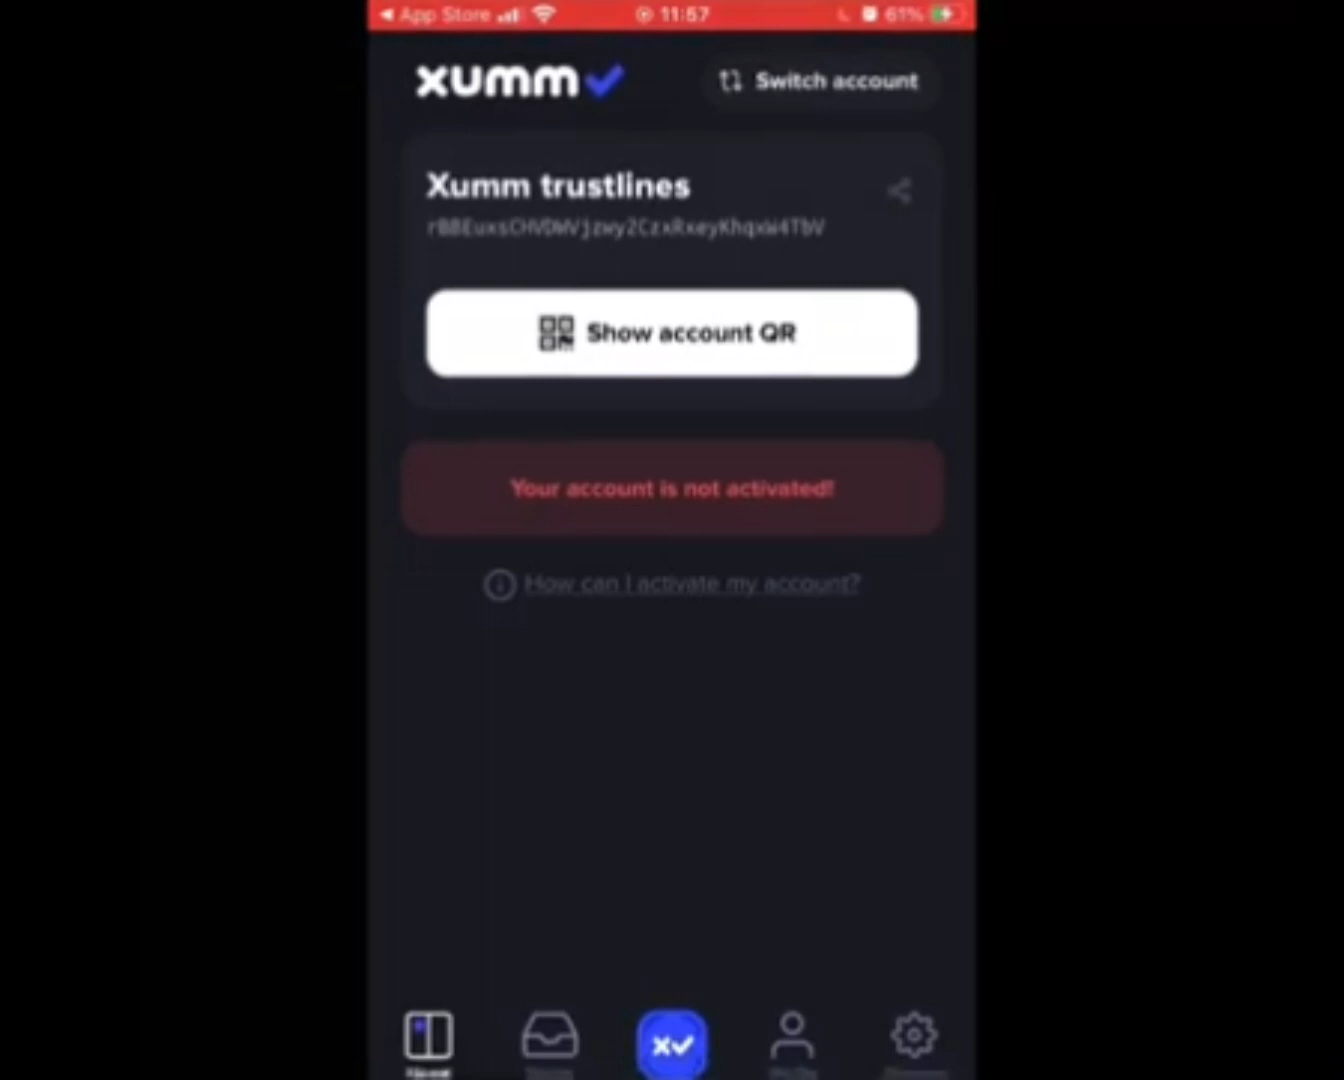 App Store 11:57 61%
xumm Switch account
Xumm trustlines
Show account QR
Your account is not activated!
How can I activate my account?
X